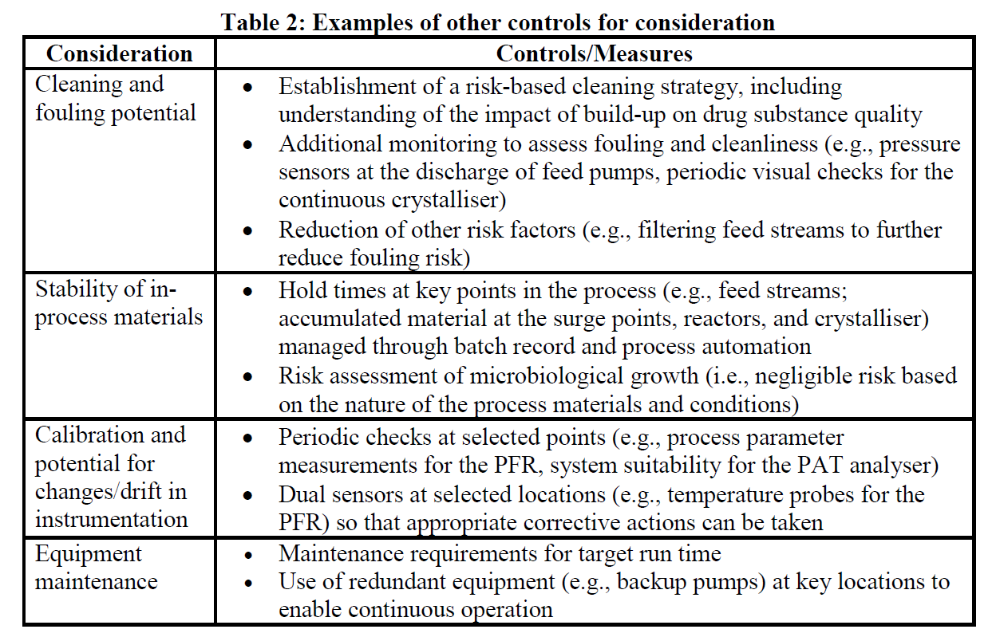 Table 2: Examples of other controls for consideration
Consideration
Controls/Measures
Cleaning and
fouling potential
• Establishment of a risk-based cleaning strategy, including
understanding of the impact of build-up on drug substance quality
• Additional monitoring to assess fouling and cleanliness (e.g., pressure
sensors at the discharge of feed pumps, periodic visual checks for the
continuous crystalliser)
• Reduction of other risk factors (e.g., filtering feed streams to further
reduce fouling risk)
Stability of in-
process materials
• Hold times at key points in the process (e.g., feed streams;
accumulated material at the surge points, reactors, and crystalliser)
managed through batch record and process automation
• Risk assessment of microbiological growth (i.e., negligible risk based
on the nature of the process materials and conditions)
Calibration and
potential for
changes/drift in
instrumentation
• Periodic checks at selected points (e.g., process parameter
measurements for the PFR, system suitability for the PAT analyser)
• Dual sensors at selected locations (e.g., temperature probes for the
PFR) so that appropriate corrective actions can be taken
Equipment
maintenance
• Maintenance requirements for target run time
• Use of redundant equipment (e.g., backup pumps) at key locations to
enable continuous operation